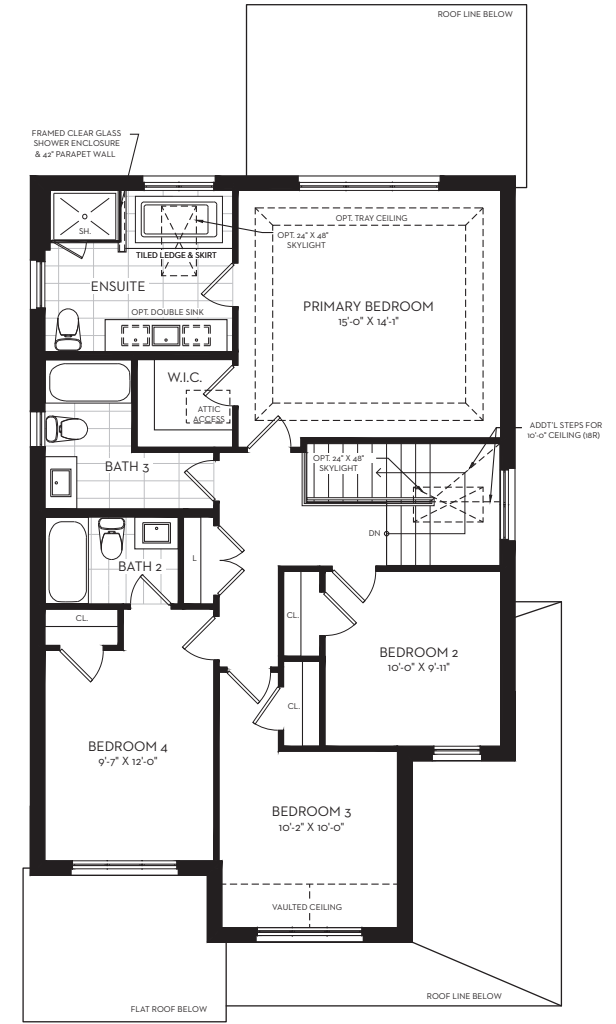 ROOF LINE BELOW
FRAMED CLEAR GLASS
SHOWER ENCLOSURE
& 42" PARAPET WALL
OPT. TRAY CEILING
SH.
OPT. 24" X 48"
SKYLIGHT
TILED LEDGE & SKIRT
ENSUITE
OPT. DOUBLE SINK
PRIMARY BEDROOM
15'-0" X 14'-1"
W.I.C.
ATTIC
ACCESS
ADDT'L STEPS FOR
10'-0" CEILING (18R)
OPT. 24" X 48"
SKYLIGHT
BATH 3
DN
L
BATH 2
CL.
CL.
BEDROOM 2
10'-0" X 9'-11"
CL.
BEDROOM 4
9'-7" X 12'-0"
BEDROOM 3
10'-2" X 10'-0"
VAULTED CEILING
FLAT ROOF BELOW
ROOF LINE BELOW